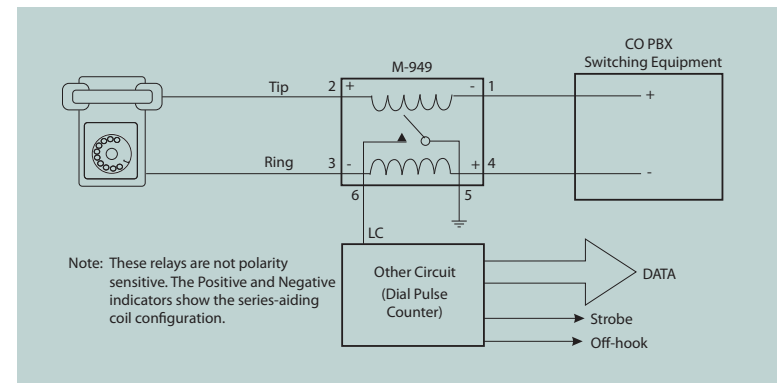 CO PBX
Switching Equipment
M-949
Tip
2
+
-
1
+
Ring
3
-
+
4
-
6
5
LC
Note: These relays are not polarity
sensitive. The Positive and Negative
indicators show the series-aiding
coil configuration.
Other Circuit
(Dial Pulse
Counter)
DATA
Strobe
Off-hook